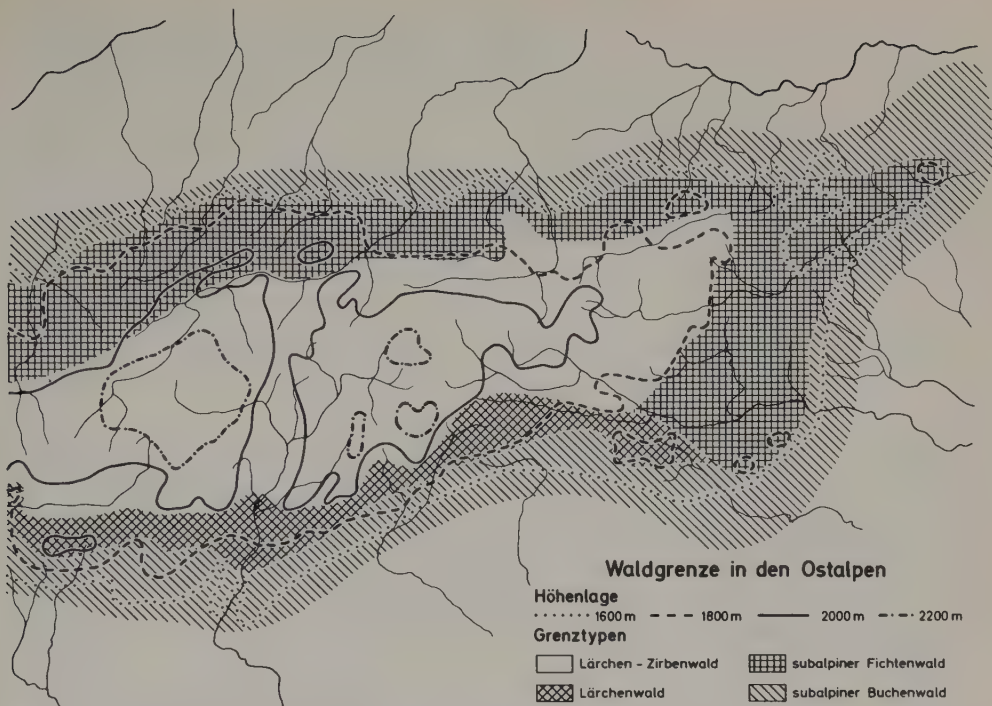 Waldgrenze in den Ostalpen
Höhenlage
1600 m 1800 m 2000 m 2200 m
Grenztypen
Lärchen - Zirbenwald subalpiner Fichtenwald
Lärchenwald subalpiner Buchenwald